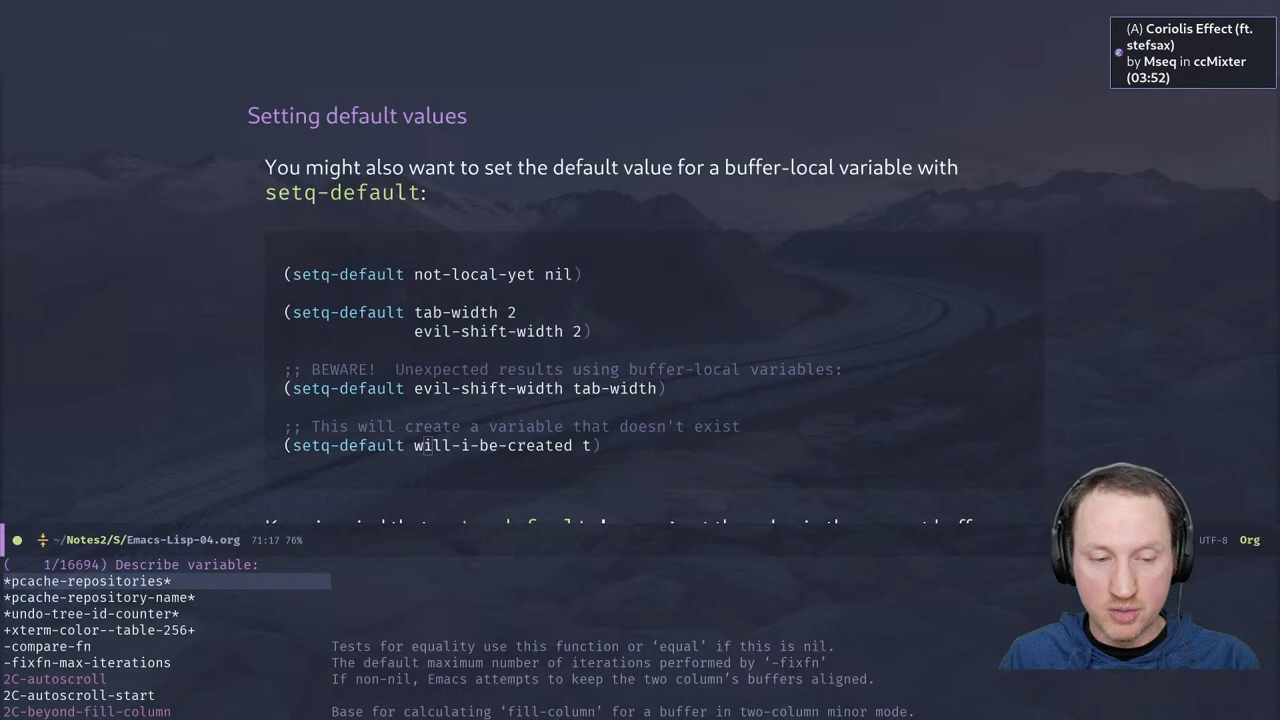 (A) Coriolis Effect (ft.
stefsax)
by Mseq in ccMixter
(03:52)
Setting default values
You might also want to set the default value for a buffer-local variable with
setq-default:
(setq-default not-local-yet nil)
(setq-default tab-width 2
evil-shift-width 2)
;; BEWARE!  Unexpected results using buffer-local variables:
(setq-default evil-shift-width tab-width)
;; This will create a variable that doesn't exist
(setq-default will-i-be-created t)
~/Notes2/S/Emacs-Lisp-04.org 71:17 76% UTF-8 Org
(    1/16694) Describe variable:
*pcache-repositories*
*pcache-repository-name*
*undo-tree-id-counter*
+xterm-color--table-256+
-compare-fn Tests for equality use this function or ‘equal’ if this is nil.
-fixfn-max-iterations The default maximum number of iterations performed by ‘-fixfn’
2C-autoscroll If non-nil, Emacs attempts to keep the two column’s buffers aligned.
2C-autoscroll-start
2C-beyond-fill-column Base for calculating ‘fill-column’ for a buffer in two-column minor mode.